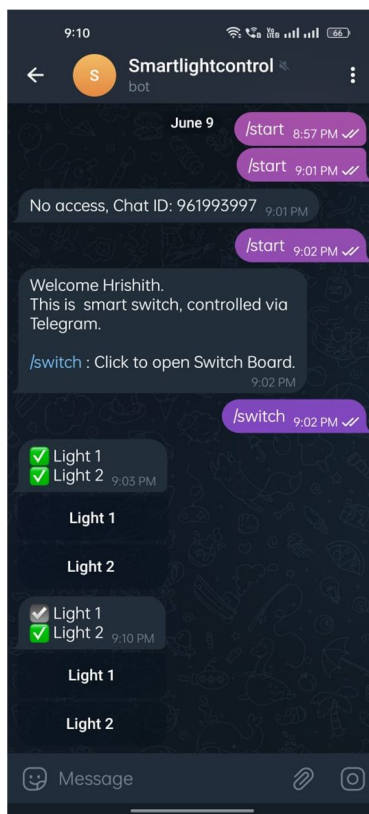 9:10
66
S
Smartlightcontrol
bot
June 9
/start 8:57 PM
/start 9:01 PM
No access, Chat ID: 961993997 9:01 PM
/start 9:02 PM
Welcome Hrishith.
This is smart switch, controlled via
Telegram.
/switch : Click to open Switch Board.
9:02 PM
/switch 9:02 PM
✅ Light 1
✅ Light 2 9:03 PM
Light 1
Light 2
Light 1
✅ Light 2 9:10 PM
Light 1
Light 2
Message